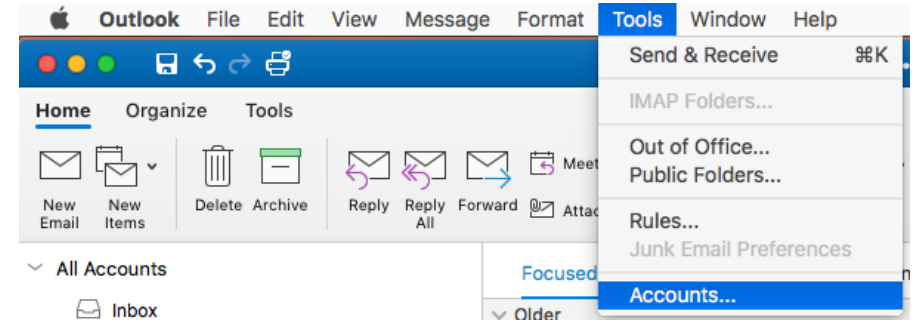 Outlook File Edit View Message Format Tools Window Help
Send & Receive ⌘K
Home Organize Tools
IMAP Folders...
Out of Office...
Public Folders...
New Email
New Items
Delete
Archive
Reply
Reply All
Forward
Meet
Attac
Rules...
Junk Email Preferences
All Accounts
Focused
Accounts...
Inbox
Older